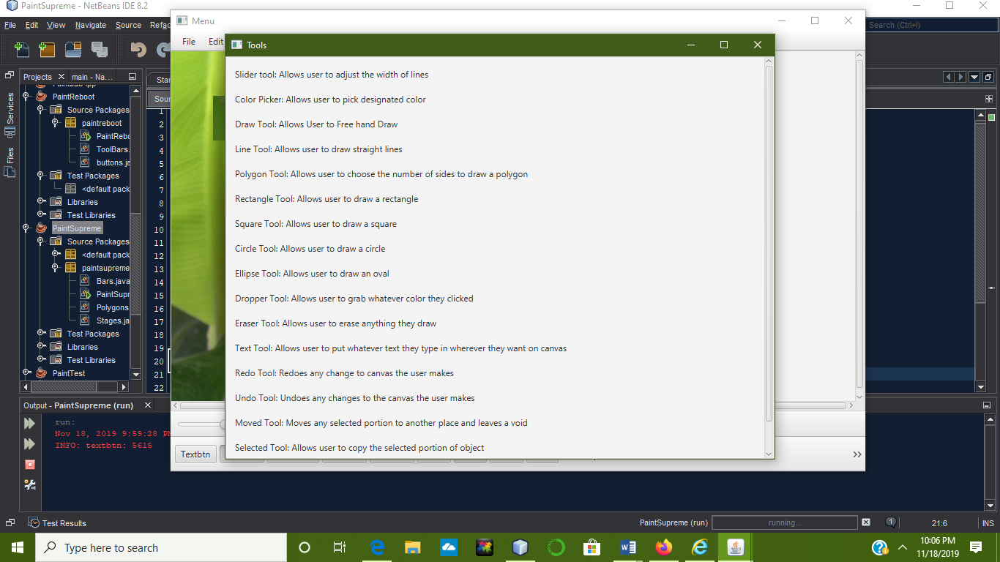 PaintSupreme - NetBeans IDE 8.2
File Edit View Navigate Source Refac
Search (Ctrl+I)
Menu
File Edit
Tools
Slider tool: Allows user to adjust the width of lines
Color Picker: Allows user to pick designated color
Draw Tool: Allows User to Free hand Draw
Line Tool: Allows user to draw straight lines
Polygon Tool: Allows user to choose the number of sides to draw a polygon
Rectangle Tool: Allows user to draw a rectangle
Square Tool: Allows user to draw a square
Circle Tool: Allows user to draw a circle
Ellipse Tool: Allows user to draw an oval
Dropper Tool: Allows user to grab whatever color they clicked
Eraser Tool: Allows user to erase anything they draw
Text Tool: Allows user to put whatever text they type in wherever they want on canvas
Redo Tool: Redoes any change to canvas the user makes
Undo Tool: Undoes any changes to the canvas the user makes
Moved Tool: Moves any selected portion to another place and leaves a void
Selected Tool: Allows user to copy the selected portion of object
Textbtn
Projects main - Na...
Services
Files
PaintReboot
Source Packages
paintreboot
PaintRebo
ToolBars.
buttons.ja
Test Packages
<default pack
Libraries
Test Libraries
PaintSupreme
Source Packages
<default pack
paintsupreme
Bars.java
PaintSupr
Polygons
Stages.ja
Test Packages
Libraries
Test Libraries
PaintTest
Star
Sour
1
2
3
4
5
6
7
8
9
10
11
12
13
14
15
16
17
18
19
20
21
22
Output - PaintSupreme (run)
run:
Nov 18, 2019 9:59:28 PM
INFO: textbtn: 5615
Test Results
PaintSupreme (run) running... 1 21:6 INS
Type here to search
10:06 PM
11/18/2019